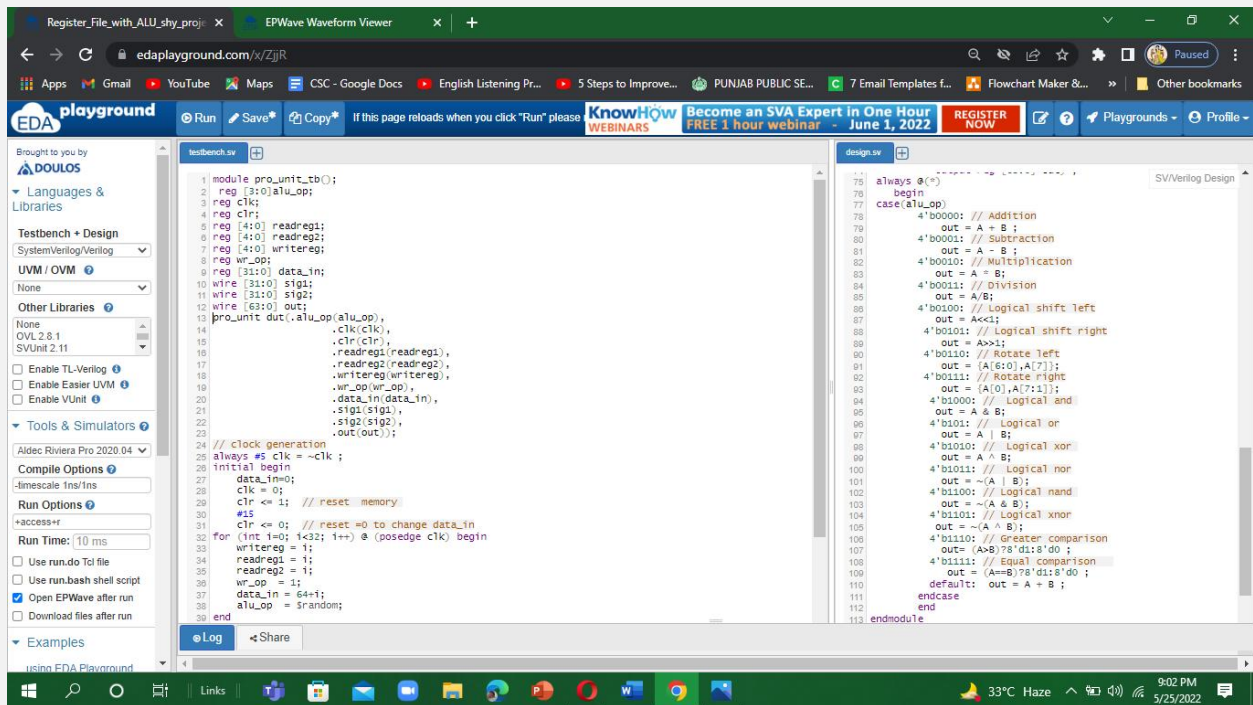 Register_File_with_ALU_shy_proje
EPWave Waveform Viewer
edaplayground.com/x/ZjjR
Paused
Apps
Gmail
YouTube
Maps
CSC - Google Docs
English Listening Pr...
5 Steps to Improve...
PUNJAB PUBLIC SE...
7 Email Templates f...
Flowchart Maker &...
»
Other bookmarks
EDA playground
Run
Save*
Copy*
If this page reloads when you click "Run" please
KNOWHOW
WEBINARS
Become an SVA Expert in One Hour
FREE 1 hour webinar - June 1, 2022
REGISTER NOW
Playgrounds
Profile
Brought to you by
DOULOS
Languages & Libraries
Testbench + Design
SystemVerilog/Verilog
UVM / OVM
None
Other Libraries
None
OVL 2.8.1
SVUnit 2.11
Enable TL-Verilog
Enable Easier UVM
Enable VUnit
Tools & Simulators
Aldec Riviera Pro 2020.04
Compile Options
-timescale 1ns/1ns
Run Options
+access+r
Run Time: 10 ms
Use run.do Tcl file
Use run.bash shell script
Open EPWave after run
Download files after run
Examples
using EDA Playground
testbench.sv
1 module pro_unit_tb();
2 reg [3:0]alu_op;
3 reg clk;
4 reg clr;
5 reg [4:0] readreg1;
6 reg [4:0] readreg2;
7 reg [4:0] writereg;
8 reg wr_op;
9 reg [31:0] data_in;
10 wire [31:0] sig1;
11 wire [31:0] sig2;
12 wire [63:0] out;
13 pro_unit dut(.alu_op(alu_op),
14 .clk(clk),
15 .clr(clr),
16 .readreg1(readreg1),
17 .readreg2(readreg2),
18 .writereg(writereg),
19 .wr_op(wr_op),
20 .data_in(data_in),
21 .sig1(sig1),
22 .sig2(sig2),
23 .out(out));
24 // clock generation
25 always #5 clk = ~clk ;
26 initial begin
27 data_in=0;
28 clk = 0;
29 clr <= 1; // reset memory
30 #15
31 clr <= 0; // reset =0 to change data_in
32 for (int i=0; i<32; i++) @ (posedge clk) begin
33 writereg = i;
34 readreg1 = i;
35 readreg2 = i;
36 wr_op = 1;
37 data_in = 64+i;
38 alu_op = $random;
39 end
design.sv
SV/Verilog Design
75 always @(*)
76 begin
77 case(alu_op)
78 4'b0000: // Addition
79 out = A + B ;
80 4'b0001: // Subtraction
81 out = A - B ;
82 4'b0010: // Multiplication
83 out = A * B;
84 4'b0011: // Division
85 out = A/B;
86 4'b0100: // Logical shift left
87 out = A<<1;
88 4'b0101: // Logical shift right
89 out = A>>1;
90 4'b0110: // Rotate left
91 out = {A[6:0],A[7]};
92 4'b0111: // Rotate right
93 out = {A[0],A[7:1]};
94 4'b1000: // Logical and
95 out = A & B;
96 4'b101: // Logical or
97 out = A | B;
98 4'b1010: // Logical xor
99 out = A ^ B;
100 4'b1011: // Logical nor
101 out = ~(A | B);
102 4'b1100: // Logical nand
103 out = ~(A & B);
104 4'b1101: // Logical xnor
105 out = ~(A ^ B);
106 4'b1110: // Greater comparison
107 out= (A>B)?8'd1:8'd0 ;
108 4'b1111: // Equal comparison
109 out = (A==B)?8'd1:8'd0 ;
110 default: out = A + B ;
111 endcase
112 end
113 endmodule
Log
Share
Links
33°C Haze
9:02 PM
5/25/2022